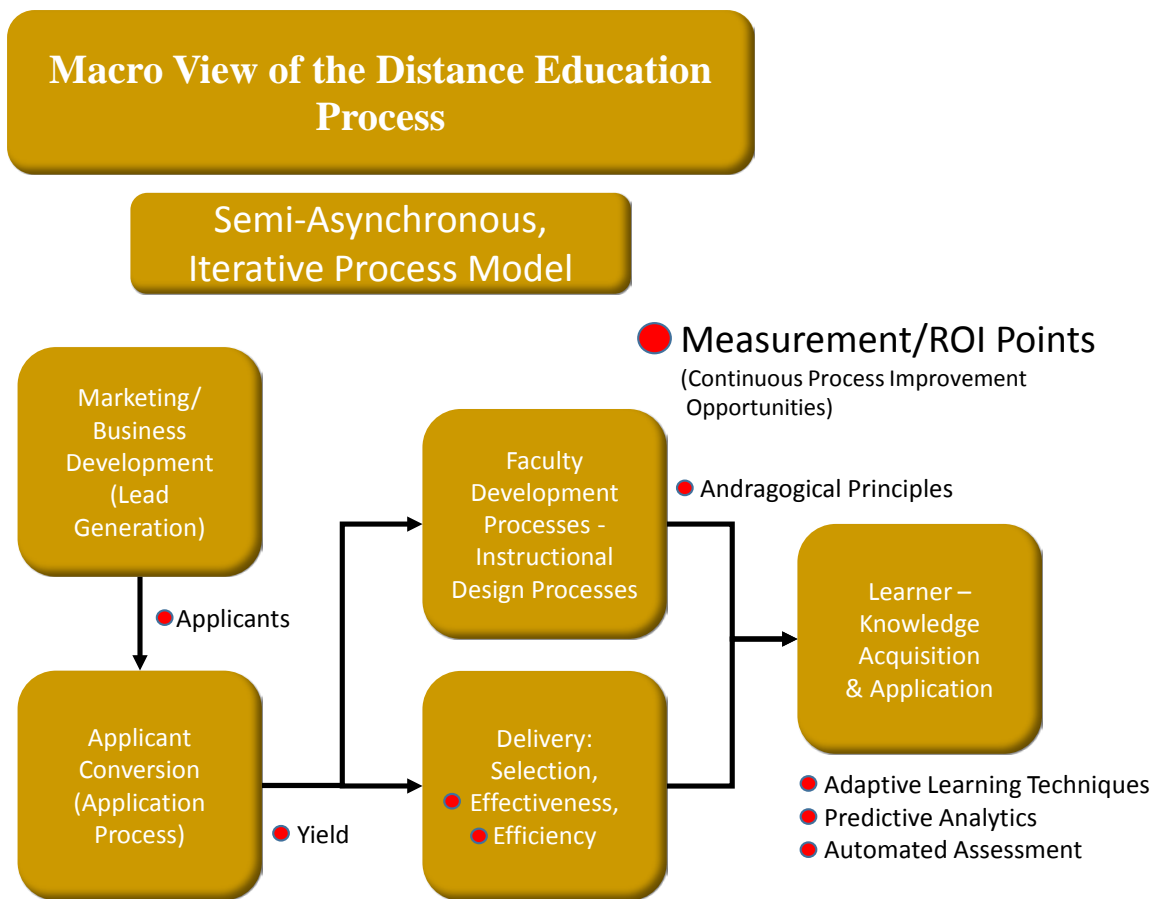 Macro View of the Distance Education
Process
Semi-Asynchronous,
Iterative Process Model
Measurement/ROI Points
(Continuous Process Improvement
Opportunities)
Marketing/
Business
Development
(Lead
Generation)
Applicants
Applicant
Conversion
(Application
Process)
Yield
Faculty
Development
Processes -
Instructional
Design Processes
Andragogical Principles
Delivery:
Selection,
Effectiveness,
Efficiency
Learner –
Knowledge
Acquisition
& Application
Adaptive Learning Techniques
Predictive Analytics
Automated Assessment